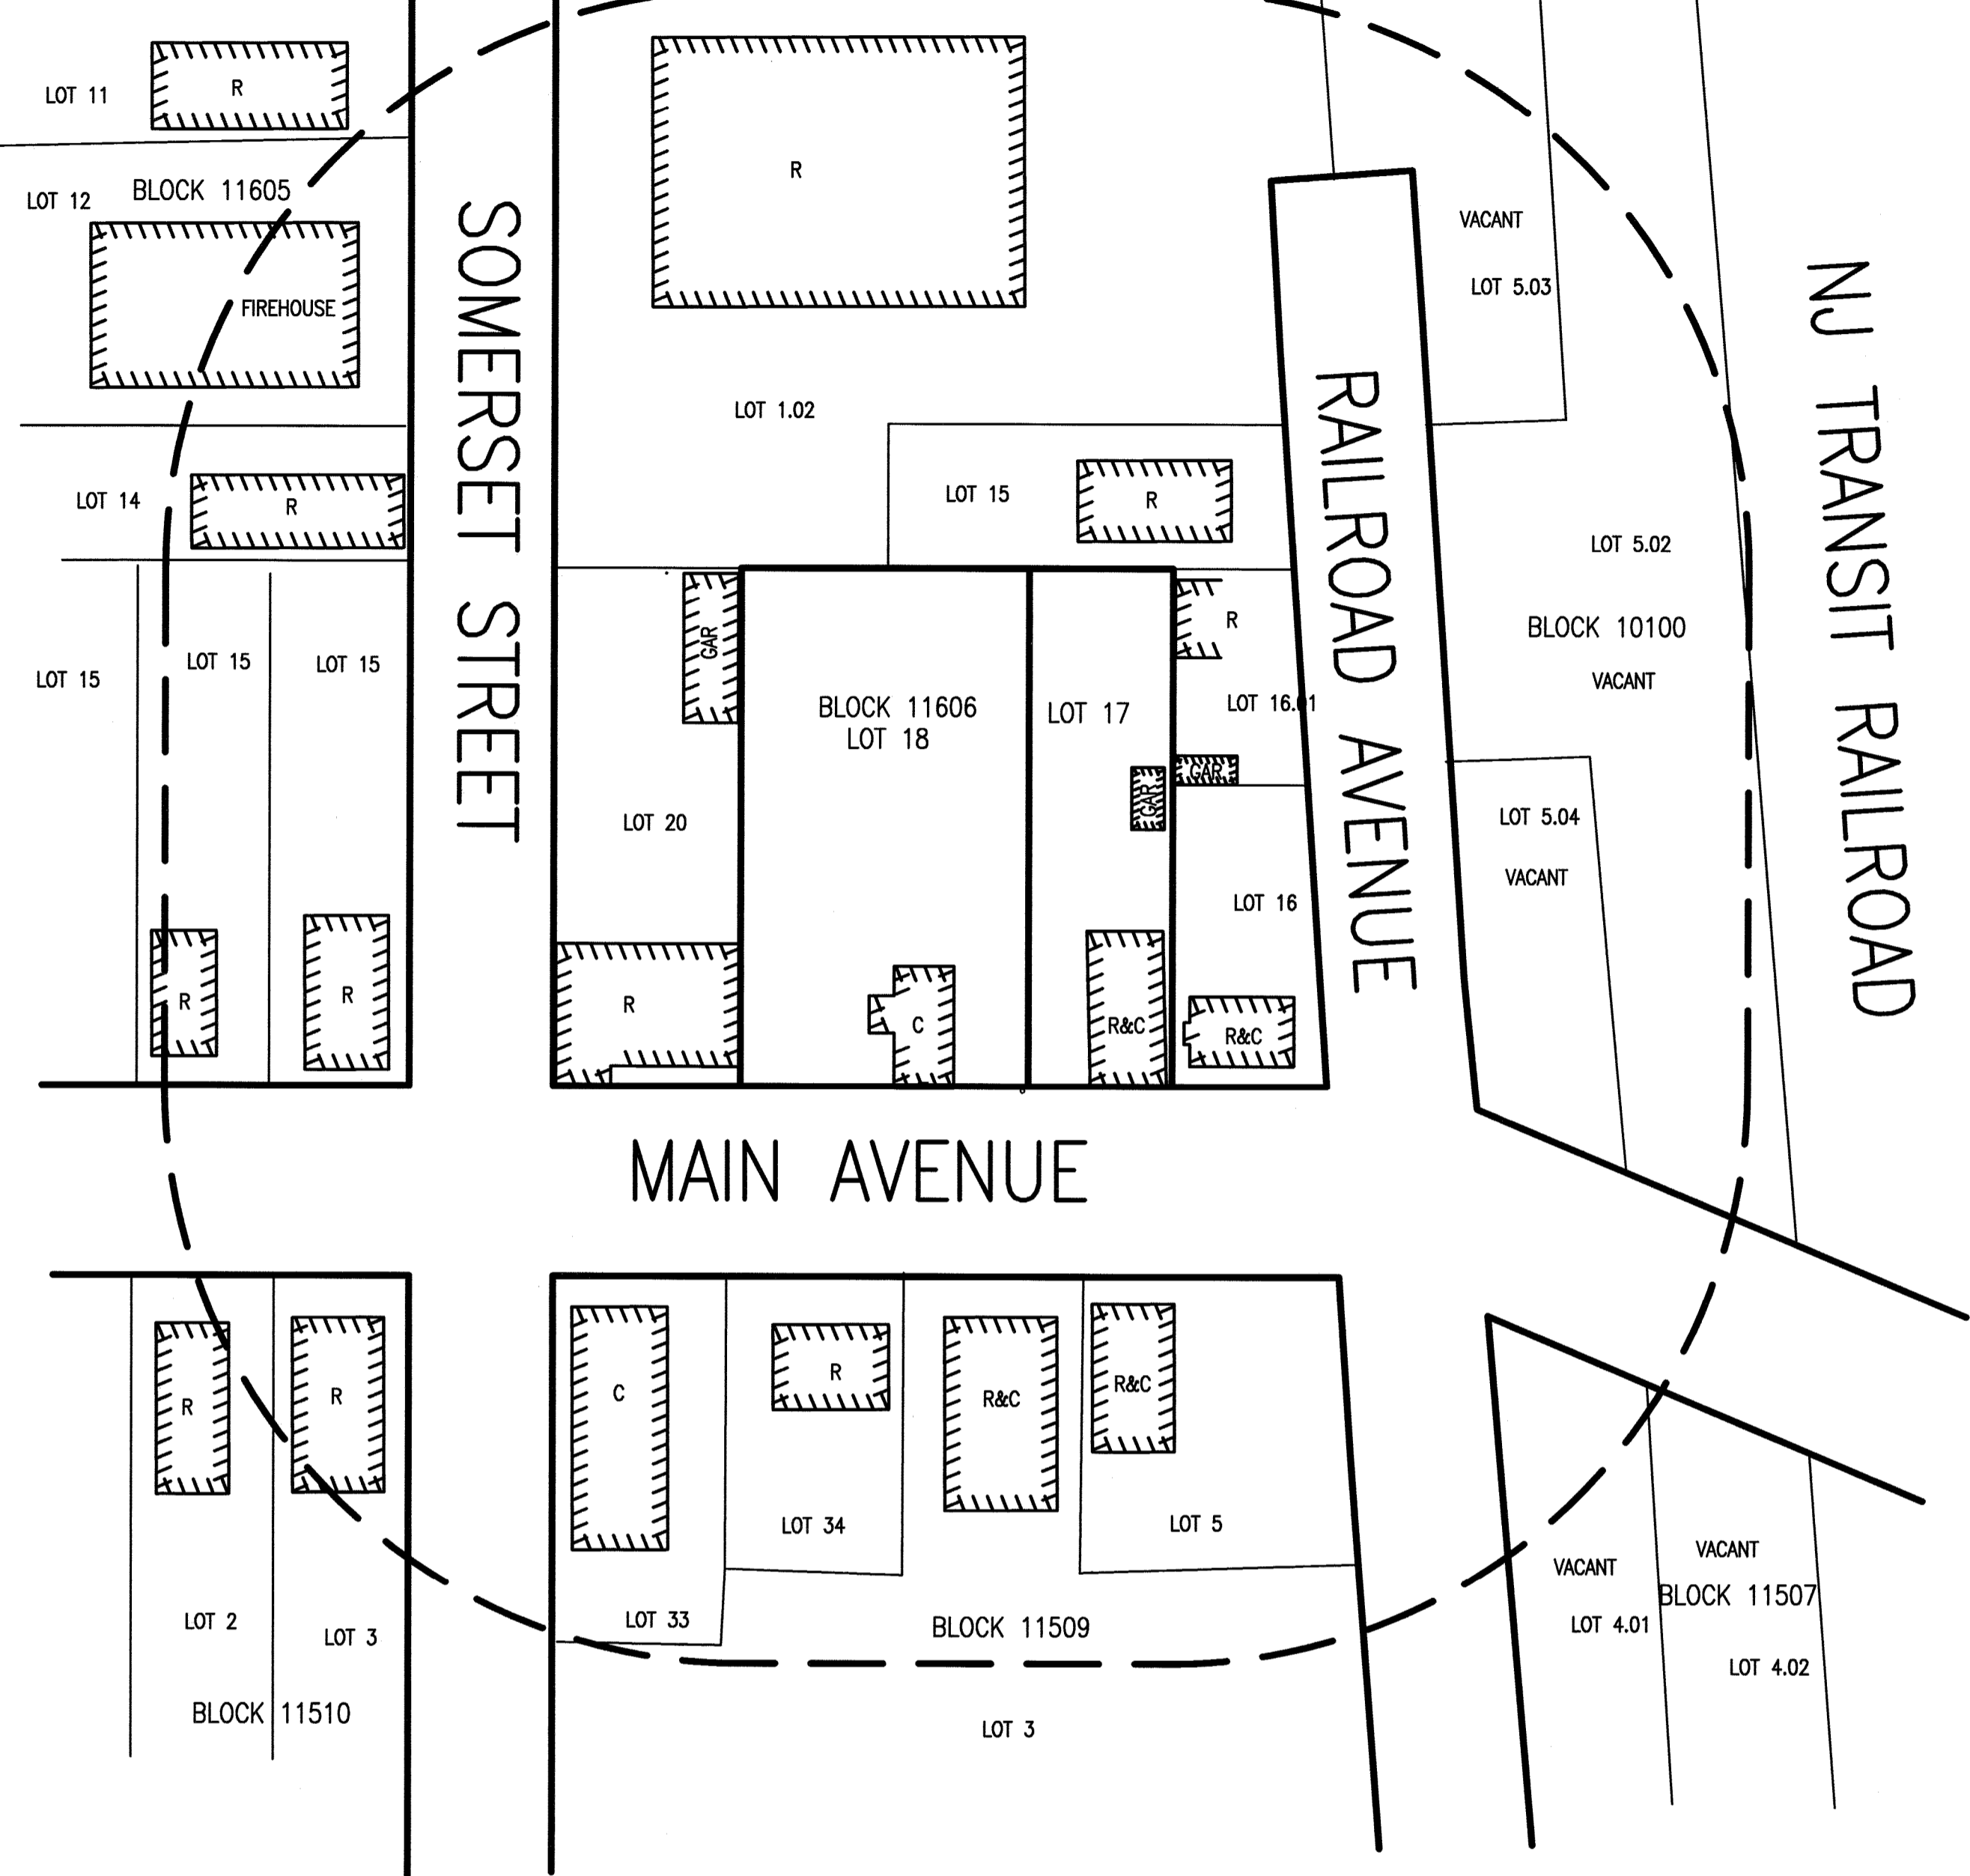 LOT 11
R
R
LOT 12
BLOCK 11605
FIREHOUSE
LOT 14
R
LOT 15
LOT 15
LOT 15
R
R
SOMERSET STREET
LOT 1.02
LOT 15
R
GAR
LOT 20
R
BLOCK 11606
LOT 18
C
LOT 17
GAR
R&C
R
LOT 16.01
GAR
LOT 16
R&C
RAILROAD AVENUE
VACANT
LOT 5.03
LOT 5.02
BLOCK 10100
VACANT
LOT 5.04
VACANT
NJ TRANSIT RAILROAD
MAIN AVENUE
R
R
LOT 2
LOT 3
BLOCK 11510
C
LOT 33
R
LOT 34
R&C
R&C
LOT 5
BLOCK 11509
LOT 3
VACANT
LOT 4.01
VACANT
BLOCK 11507
LOT 4.02